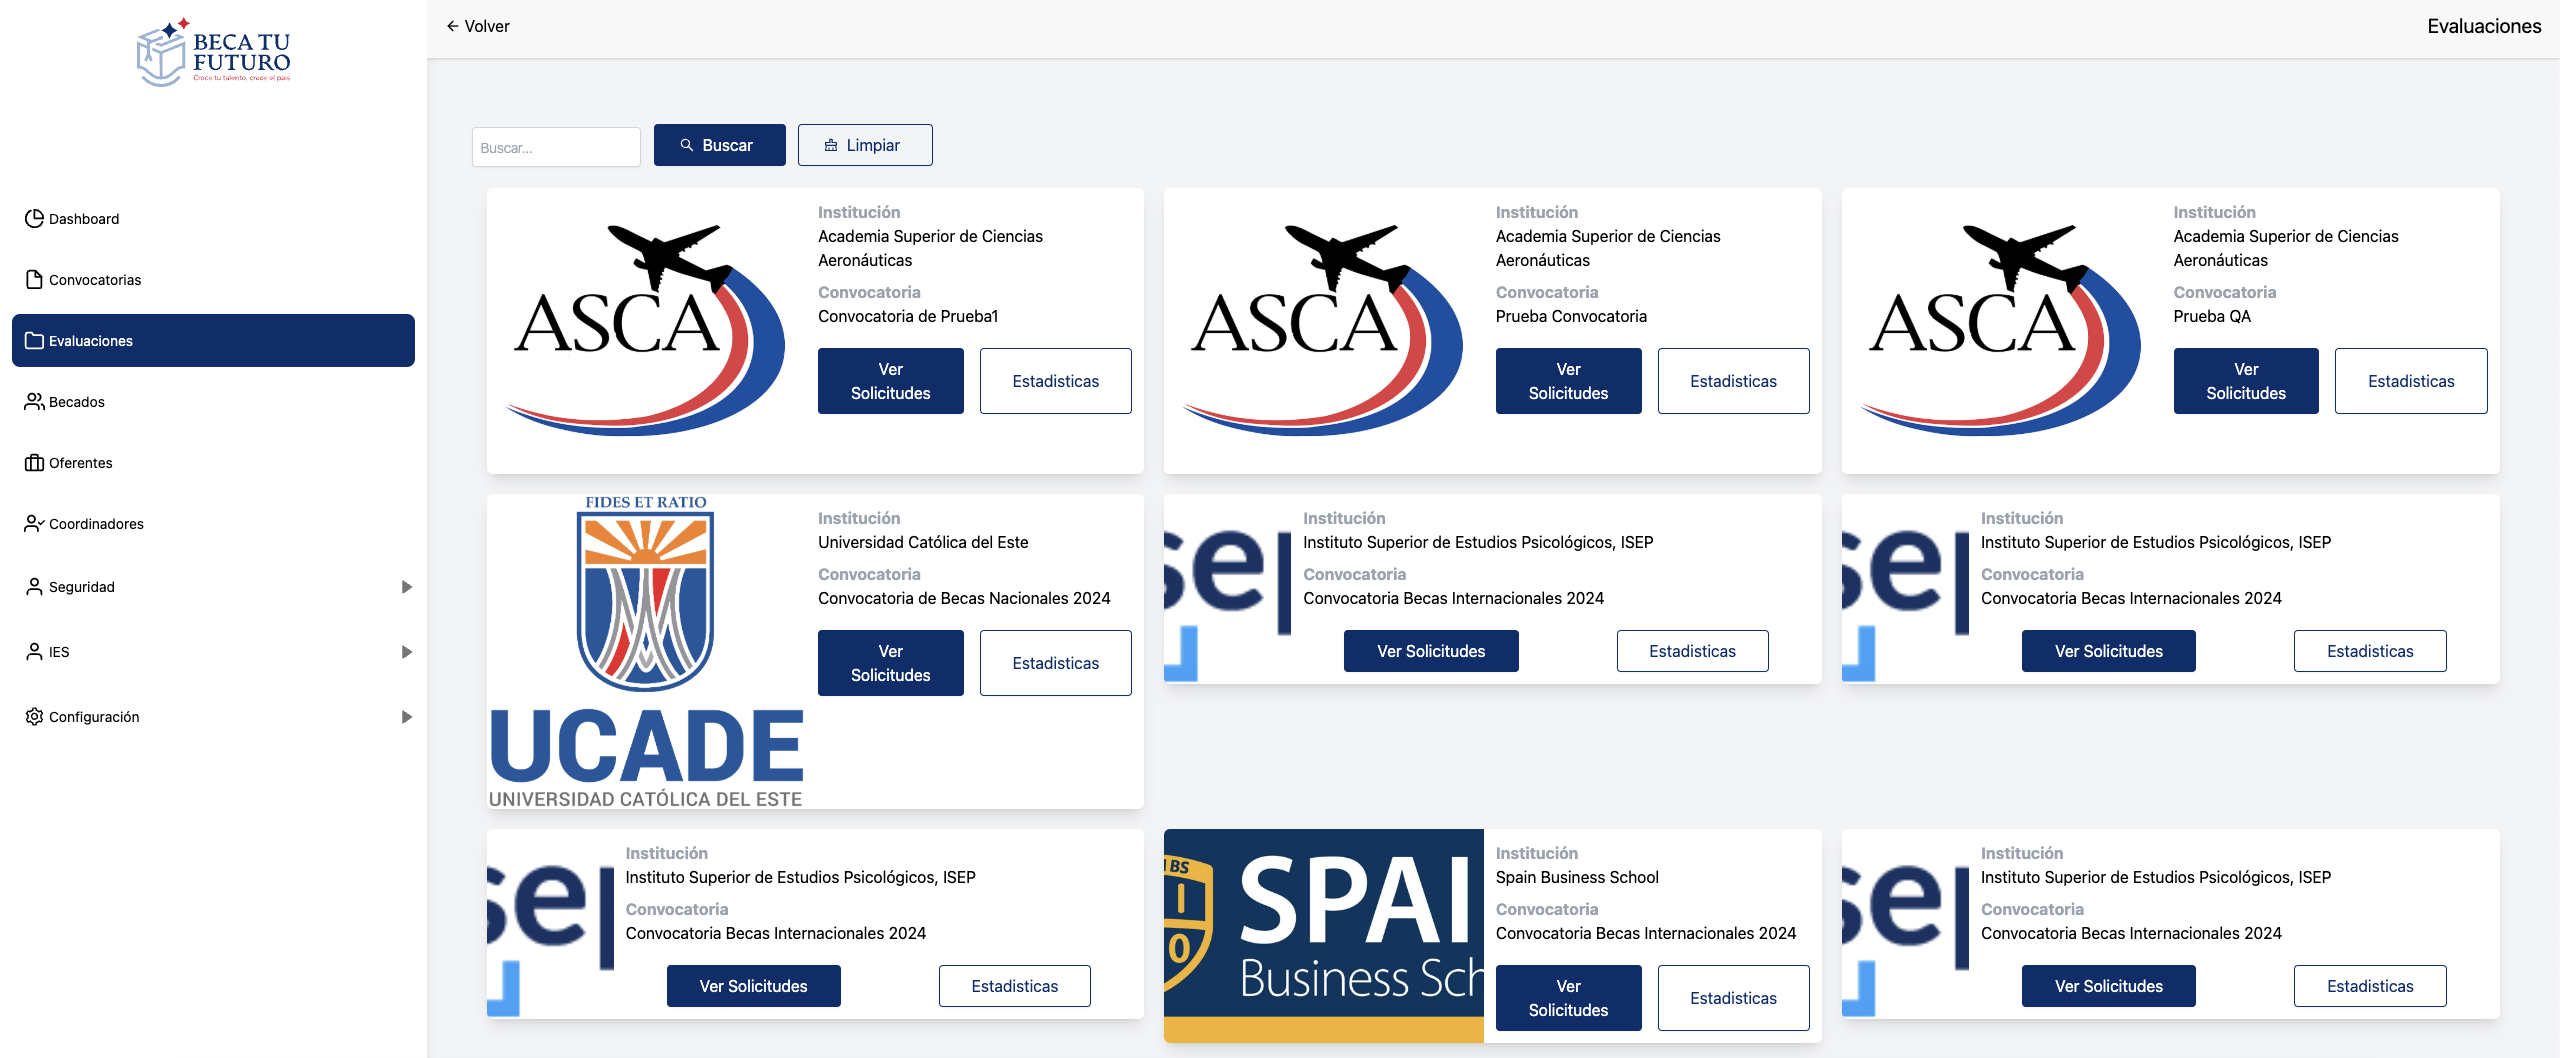 BECA TU
FUTURO
Crece tu talento, crece el país
Dashboard
Convocatorias
Evaluaciones
Becados
Oferentes
Coordinadores
Seguridad
IES
Configuración
Volver
Evaluaciones
Buscar...
Buscar
Limpiar
ASCA
Institución
Academia Superior de Ciencias
Aeronáuticas
Convocatoria
Convocatoria de Prueba1
Ver
Solicitudes
Estadisticas
ASCA
Institución
Academia Superior de Ciencias
Aeronáuticas
Convocatoria
Prueba Convocatoria
Ver
Solicitudes
Estadisticas
ASCA
Institución
Academia Superior de Ciencias
Aeronáuticas
Convocatoria
Prueba QA
Ver
Solicitudes
Estadisticas
FIDES ET RATIO
UCADE
UNIVERSIDAD CATÓLICA DEL ESTE
Institución
Universidad Católica del Este
Convocatoria
Convocatoria de Becas Nacionales 2024
Ver
Solicitudes
Estadisticas
sep
Institución
Instituto Superior de Estudios Psicológicos, ISEP
Convocatoria
Convocatoria Becas Internacionales 2024
Ver Solicitudes
Estadisticas
sep
Institución
Instituto Superior de Estudios Psicológicos, ISEP
Convocatoria
Convocatoria Becas Internacionales 2024
Ver Solicitudes
Estadisticas
sep
Institución
Instituto Superior de Estudios Psicológicos, ISEP
Convocatoria
Convocatoria Becas Internacionales 2024
Ver Solicitudes
Estadisticas
BS
1
0
SPAI
Business Sch
Institución
Spain Business School
Convocatoria
Convocatoria Becas Internacionales 2024
Ver
Solicitudes
Estadisticas
sep
Institución
Instituto Superior de Estudios Psicológicos, ISEP
Convocatoria
Convocatoria Becas Internacionales 2024
Ver Solicitudes
Estadisticas